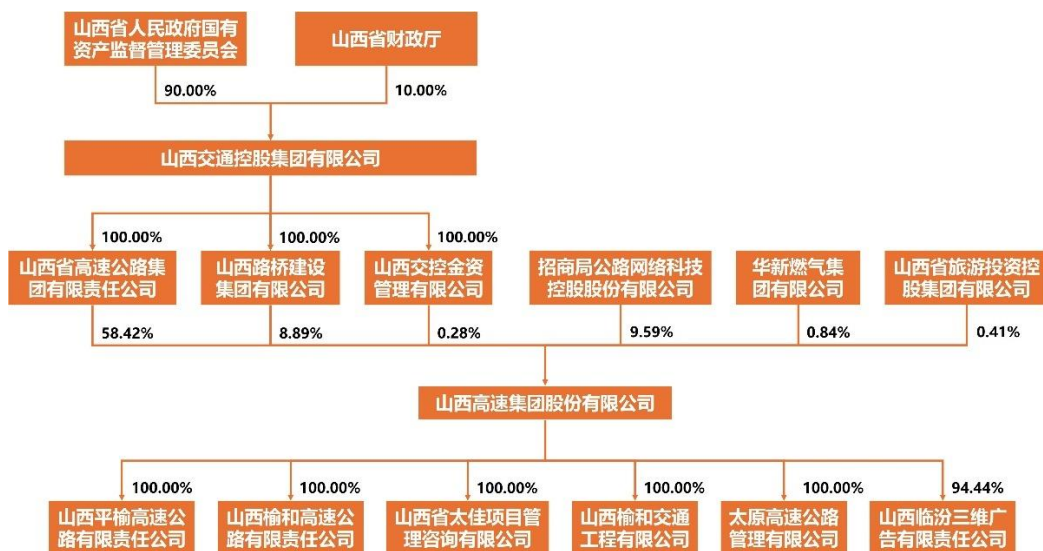 山西省人民政府国有
资产监督管理委员会
山西省财政厅
90.00%
10.00%
山西交通控股集团有限公司
100.00%
100.00%
100.00%
山西省高速公路集
团有限责任公司
山西路桥建设
集团有限公司
山西交控金资
管理有限公司
招商局公路网络科技
控股股份有限公司
华新燃气集
团有限公司
山西省旅游投资控
股集团有限公司
58.42%
8.89%
0.28%
9.59%
0.84%
0.41%
山西高速集团股份有限公司
100.00%
100.00%
100.00%
100.00%
100.00%
94.44%
山西平榆高速公
路有限责任公司
山西榆和高速公
路有限责任公司
山西省太佳项目管
理咨询有限公司
山西榆和交通
工程有限公司
太原高速公路
管理有限公司
山西临汾三维广
告有限责任公司